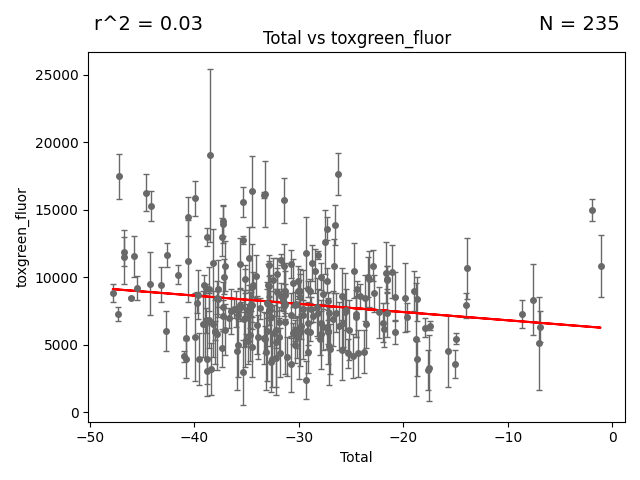 r^2 = 0.03
N = 235
Total vs toxgreen_fluor
25000
20000
15000
10000
5000
0
toxgreen_fluor
−50
−40
−30
−20
−10
0
Total